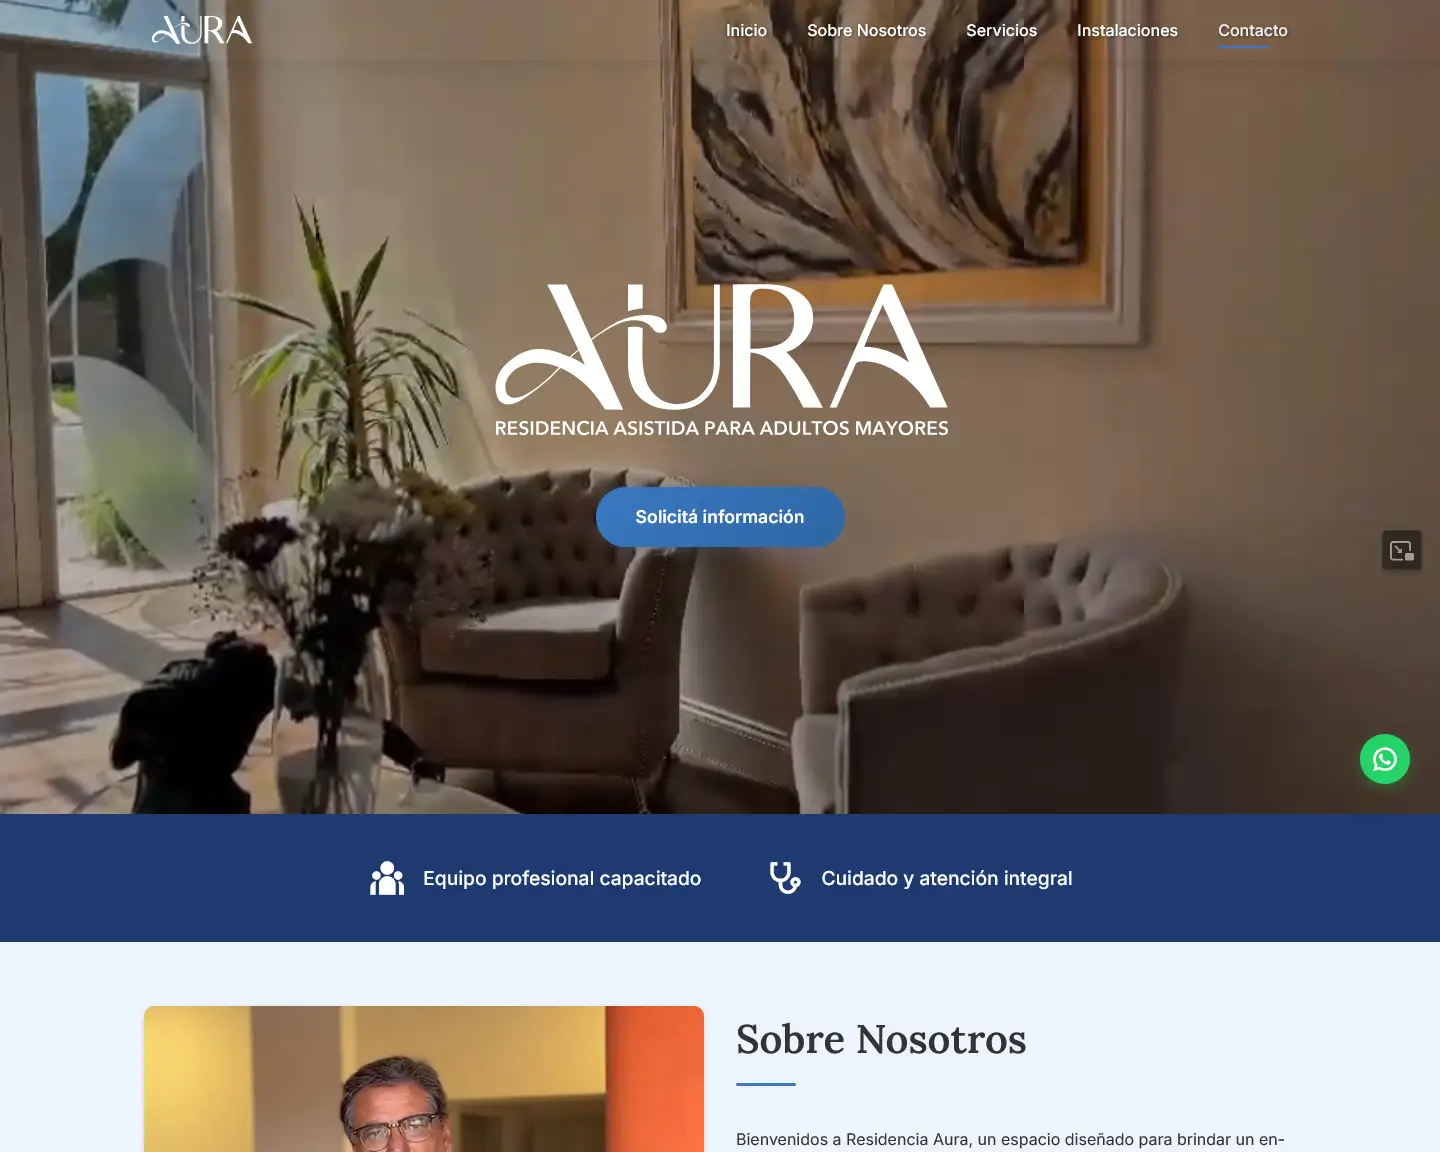 AURA
Inicio
Sobre Nosotros
Servicios
Instalaciones
Contacto
AURA
RESIDENCIA ASISTIDA PARA ADULTOS MAYORES
Solicitá información
Equipo profesional capacitado
Cuidado y atención integral
Sobre Nosotros
Bienvenidos a Residencia Aura, un espacio diseñado para brindar un en-